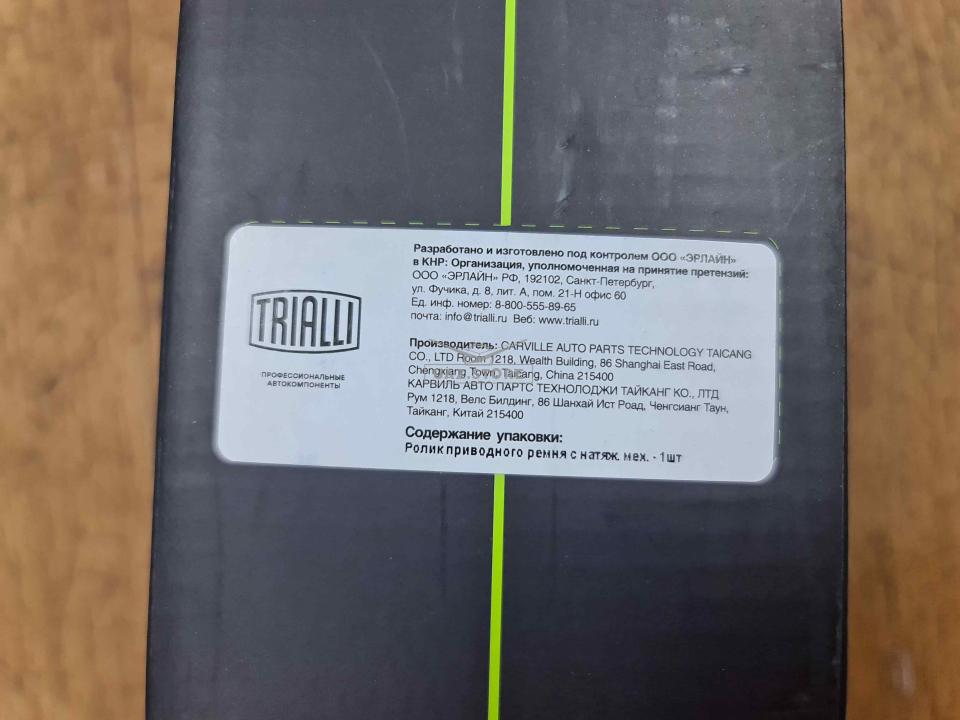 TRIALLI
ПРОФЕССИОНАЛЬНЫЕ
АВТОКОМПОНЕНТЫ
Разработано и изготовлено под контролем ООО «ЭРЛАЙН»
в КНР: Организация, уполномоченная на принятие претензий:
ООО «ЭРЛАЙН» РФ, 192102, Санкт-Петербург,
ул. Фучика, д. 8, лит. А, пом. 21-Н офис 60
Ед. инф. номер: 8-800-555-89-65
почта: info@trialli.ru Веб: www.trialli.ru
Производитель: CARVILLE AUTO PARTS TECHNOLOGY TAICANG
CO., LTD Room 1218, Wealth Building, 86 Shanghai East Road,
Chengxiang Town, Taicang, China 215400
КАРВИЛЬ АВТО ПАРТС ТЕХНОЛОДЖИ ТАЙКАНГ КО., ЛТД
Рум 1218, Велс Билдинг, 86 Шанхай Ист Роад, Ченгсианг Таун,
Тайканг, Китай 215400
Содержание упаковки:
Ролик приводного ремня с натяж. мех. - 1шт